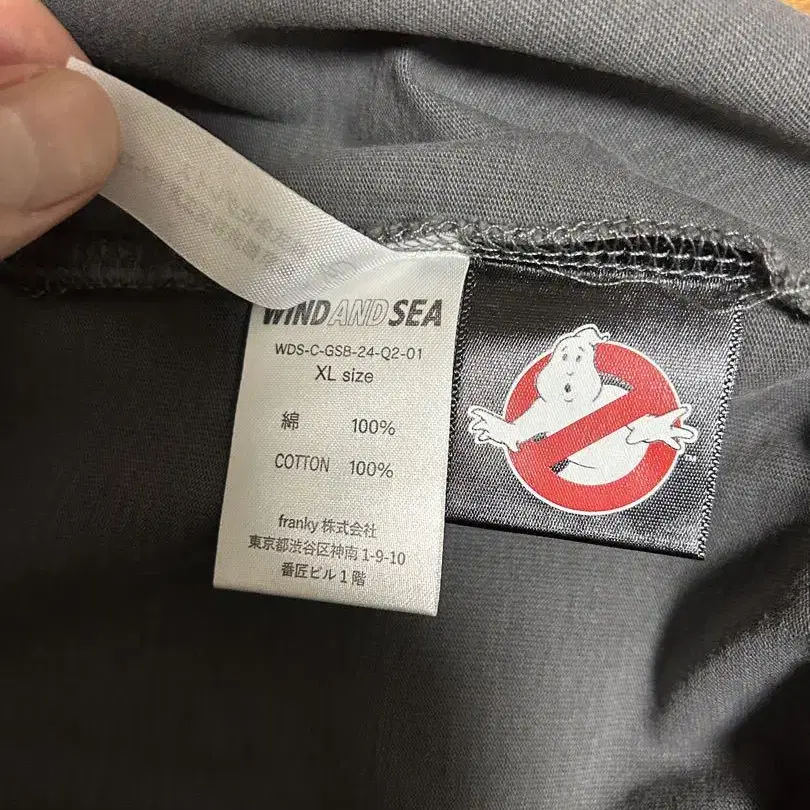 WIND AND SEA
WDS-C-GSB-24-Q2-01
XL size
綿 100%
COTTON 100%
franky 株式会社
東京都渋谷区神南1-9-10
番匠ビル1階
TM